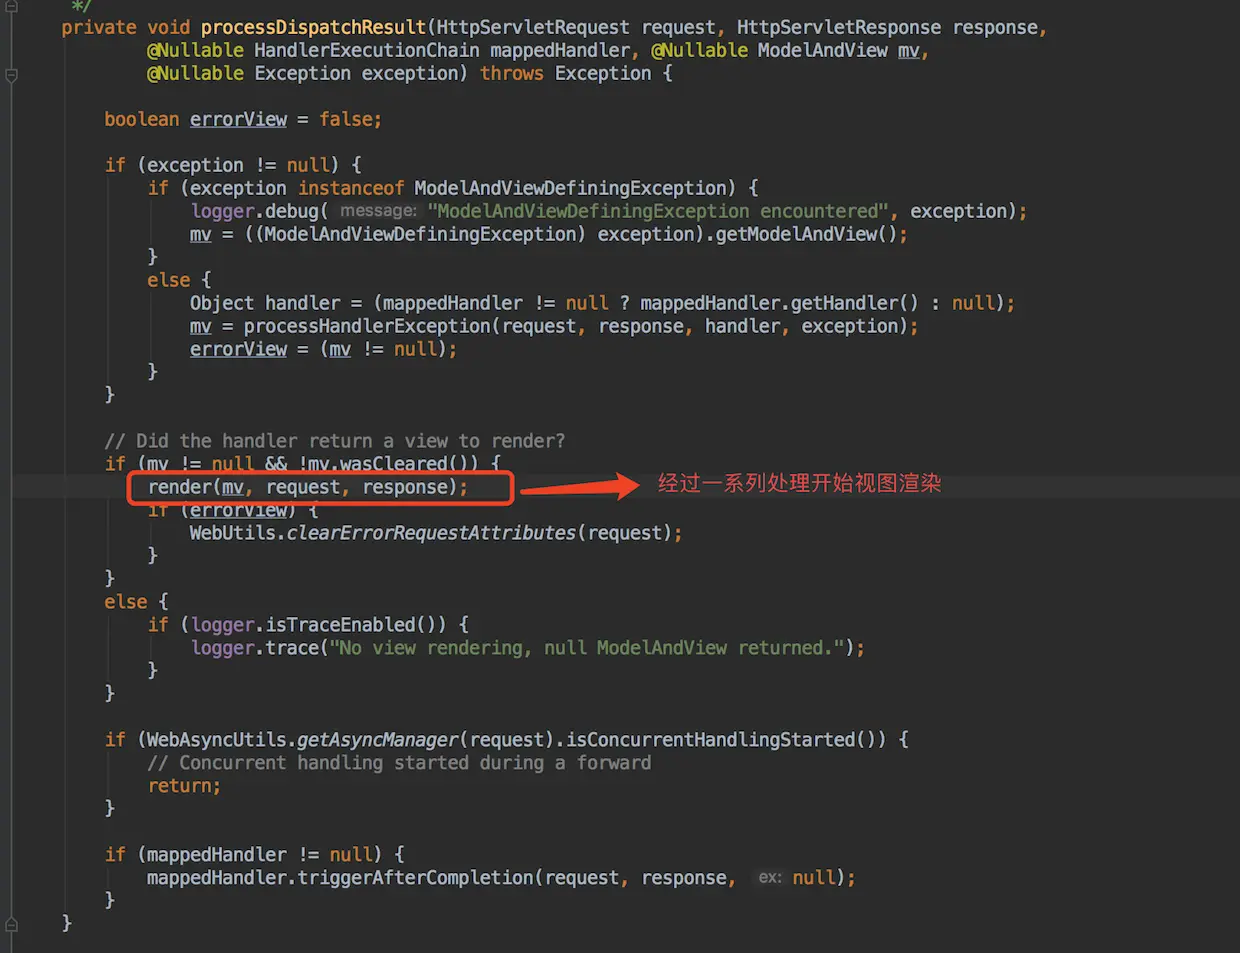 */
private void processDispatchResult(HttpServletRequest request, HttpServletResponse response,
@Nullable HandlerExecutionChain mappedHandler, @Nullable ModelAndView mv,
@Nullable Exception exception) throws Exception {
boolean errorView = false;
if (exception != null) {
if (exception instanceof ModelAndViewDefiningException) {
logger.debug( message: "ModelAndViewDefiningException encountered", exception);
mv = ((ModelAndViewDefiningException) exception).getModelAndView();
}
else {
Object handler = (mappedHandler != null ? mappedHandler.getHandler() : null);
mv = processHandlerException(request, response, handler, exception);
errorView = (mv != null);
}
}
// Did the handler return a view to render?
if (mv != null && !mv.wasCleared()) {
render(mv, request, response); 经过一系列处理开始视图渲染
if (errorView) {
WebUtils.clearErrorRequestAttributes(request);
}
}
else {
if (logger.isTraceEnabled()) {
logger.trace("No view rendering, null ModelAndView returned.");
}
}
if (WebAsyncUtils.getAsyncManager(request).isConcurrentHandlingStarted()) {
// Concurrent handling started during a forward
return;
}
if (mappedHandler != null) {
mappedHandler.triggerAfterCompletion(request, response, ex: null);
}
}